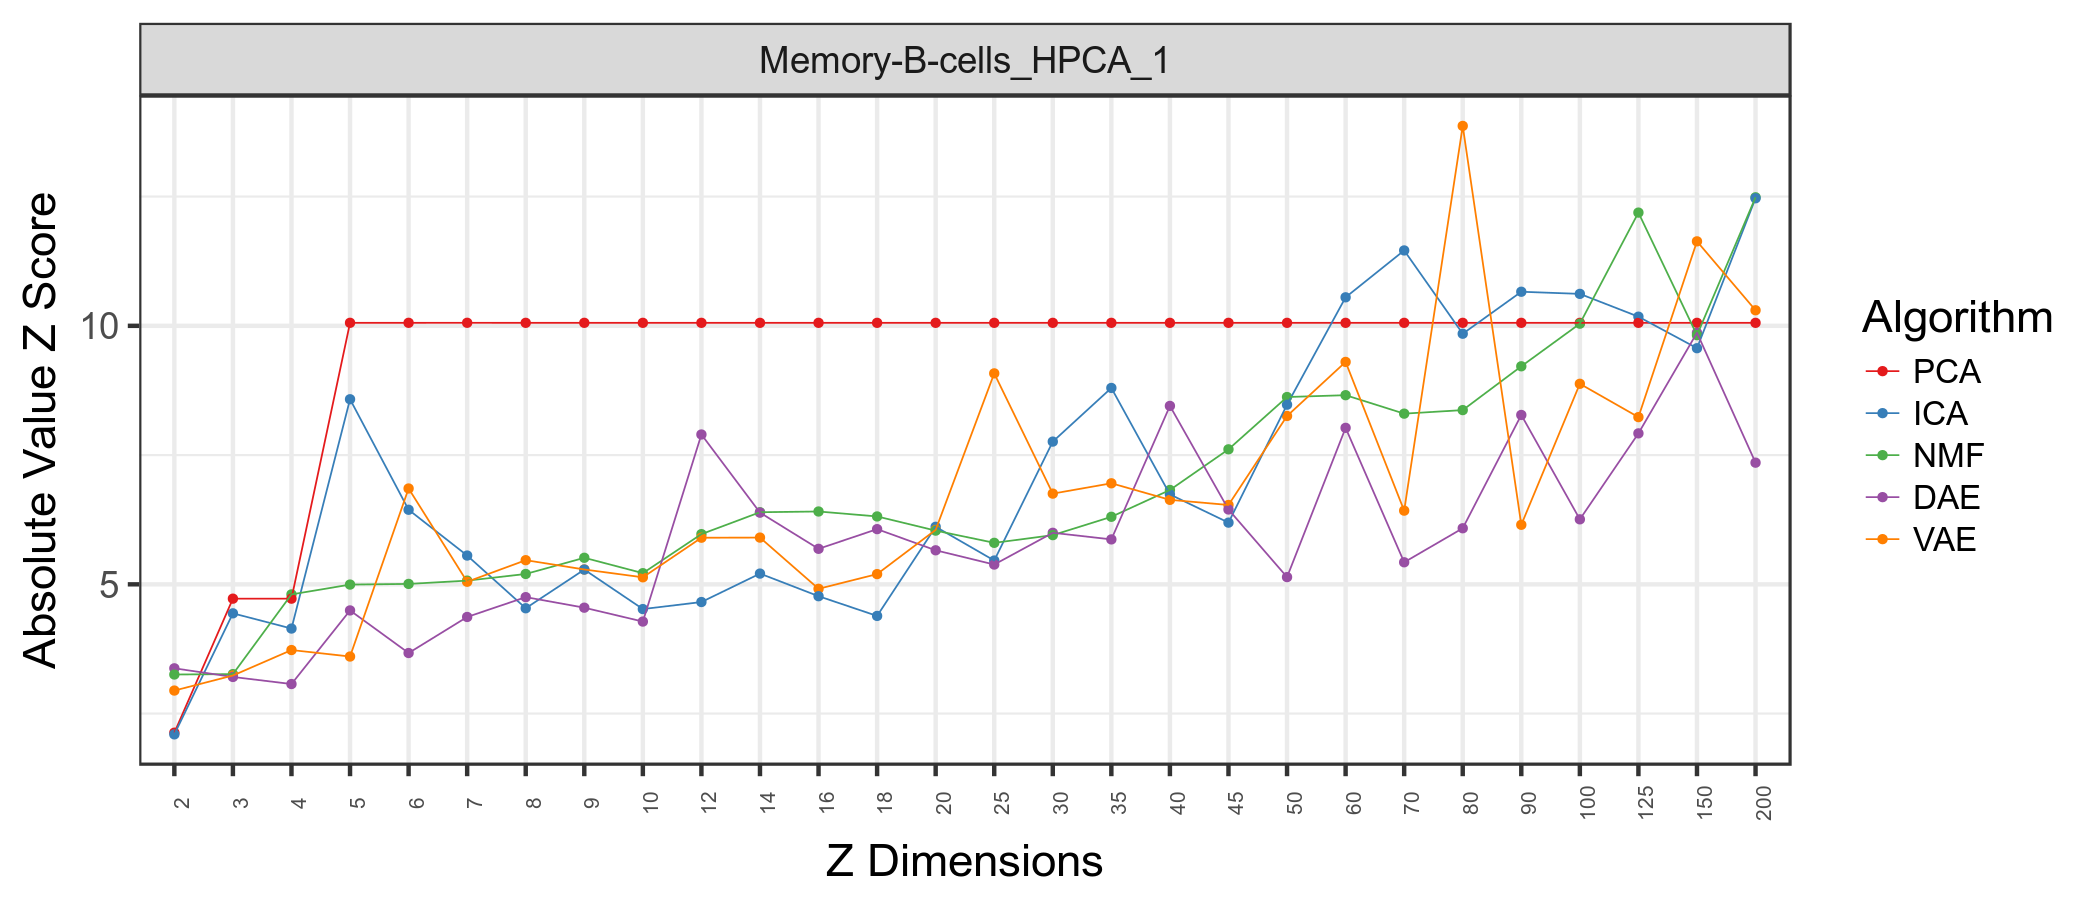 Memory-B-cells_HPCA_1
Absolute Value Z Score
10
5
2 3 4 5 6 7 8 9 10 12 14 16 18 20 25 30 35 40 45 50 60 70 80 90 100 125 150 200
Z Dimensions
Algorithm
PCA
ICA
NMF
DAE
VAE